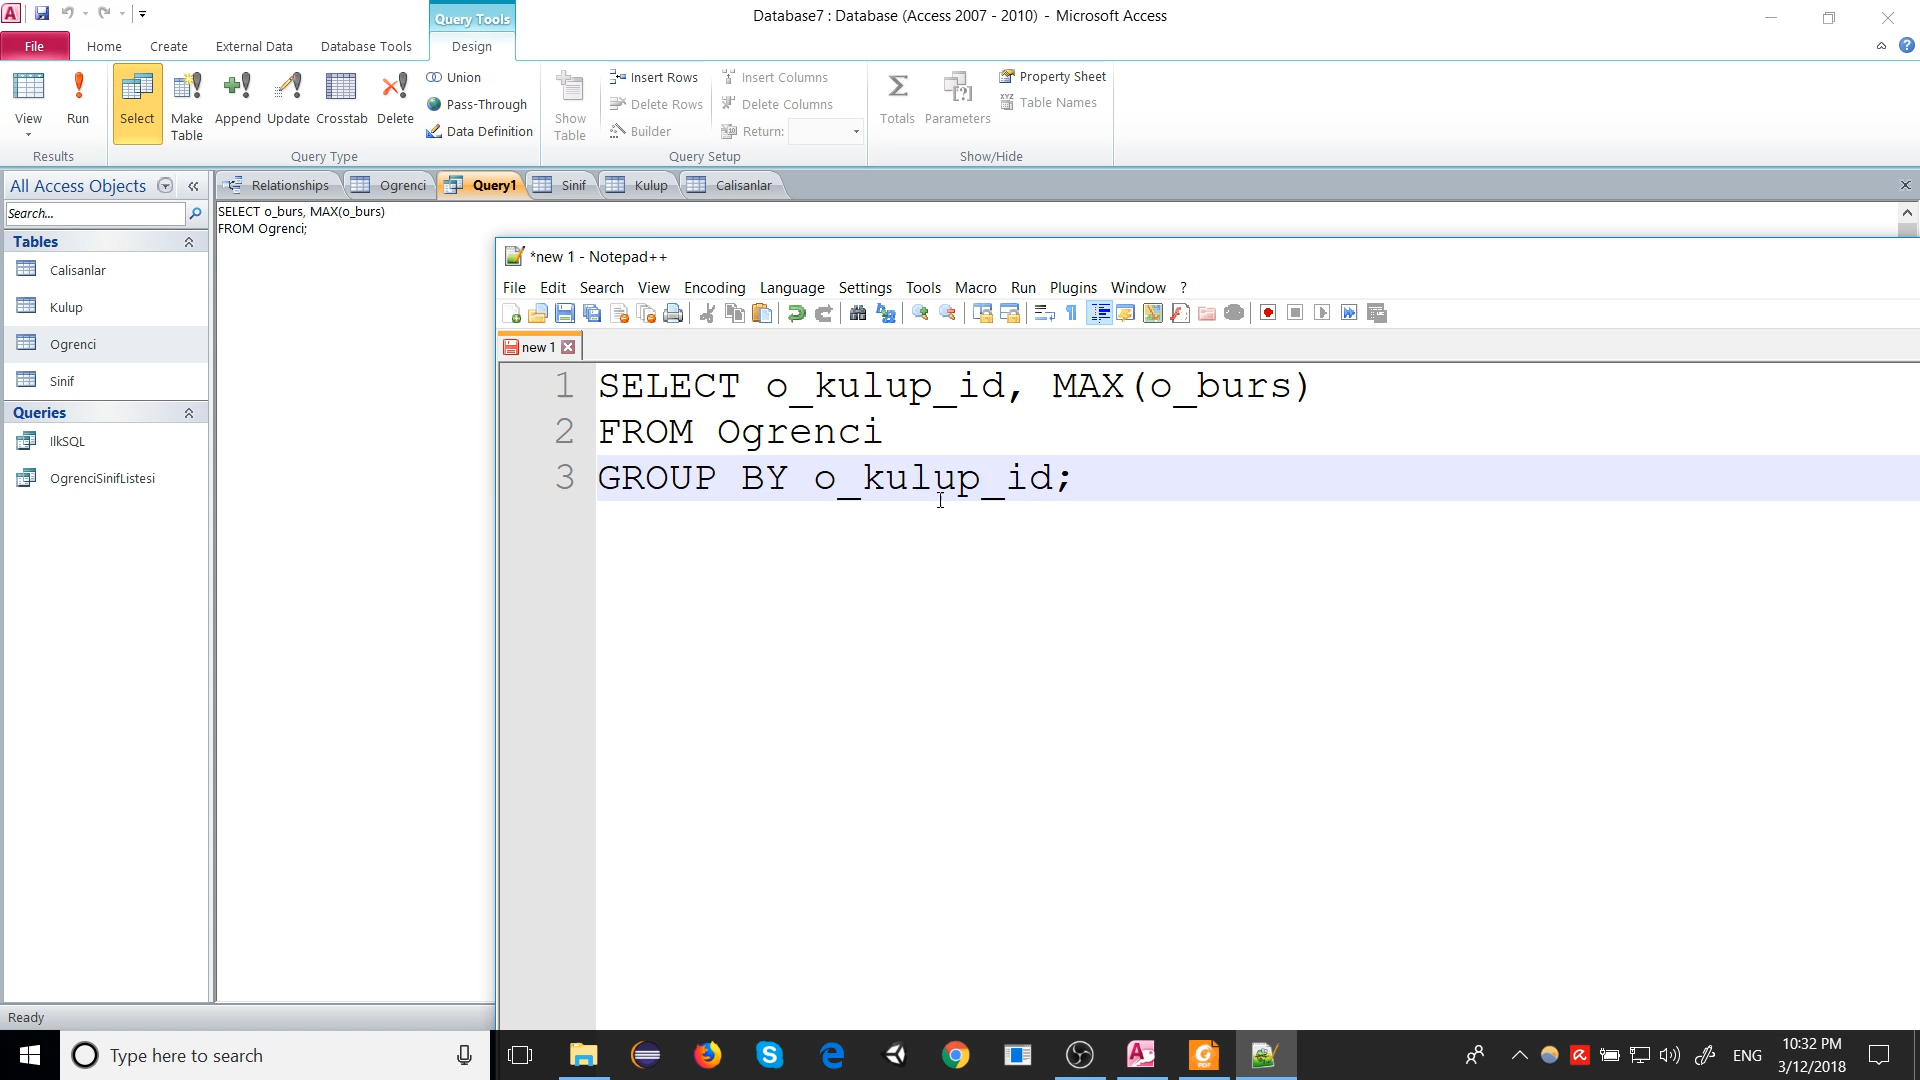 Query Tools
Database7 : Database (Access 2007 - 2010) - Microsoft Access
File Home Create External Data Database Tools Design
View Run Select Make Table Append Update Crosstab Delete
Union
Pass-Through
Data Definition
Show Table
Insert Rows
Delete Rows
Builder
Insert Columns
Delete Columns
Return:
Totals Parameters
Property Sheet
Table Names
Results Query Type Query Setup Show/Hide
All Access Objects
Relationships Ogrenci Query1 Sinif Kulup Calisanlar
Search...
SELECT o_burs, MAX(o_burs)
FROM Ogrenci;
Tables
Calisanlar
Kulup
Ogrenci
Sinif
Queries
IlkSQL
OgrenciSinifListesi
*new 1 - Notepad++
File Edit Search View Encoding Language Settings Tools Macro Run Plugins Window ?
new 1
1 SELECT o_kulup_id, MAX(o_burs)
2 FROM Ogrenci
3 GROUP BY o_kulup_id;
Ready
Type here to search
ENG
10:32 PM
3/12/2018